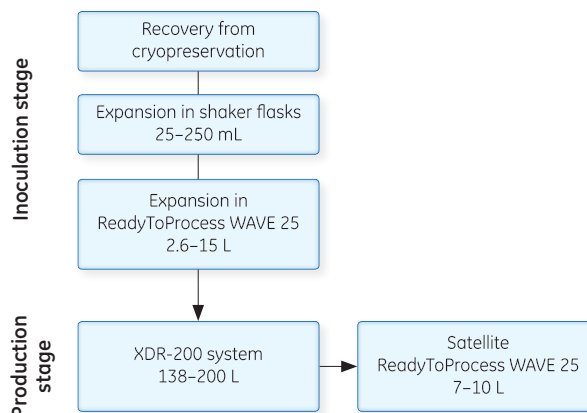 Inoculation stage
Recovery from
cryopreservation
Expansion in shaker flasks
25–250 mL
Expansion in
ReadyToProcess WAVE 25
2.6–15 L
Production
stage
XDR-200 system
138–200 L
Satellite
ReadyToProcess WAVE 25
7–10 L